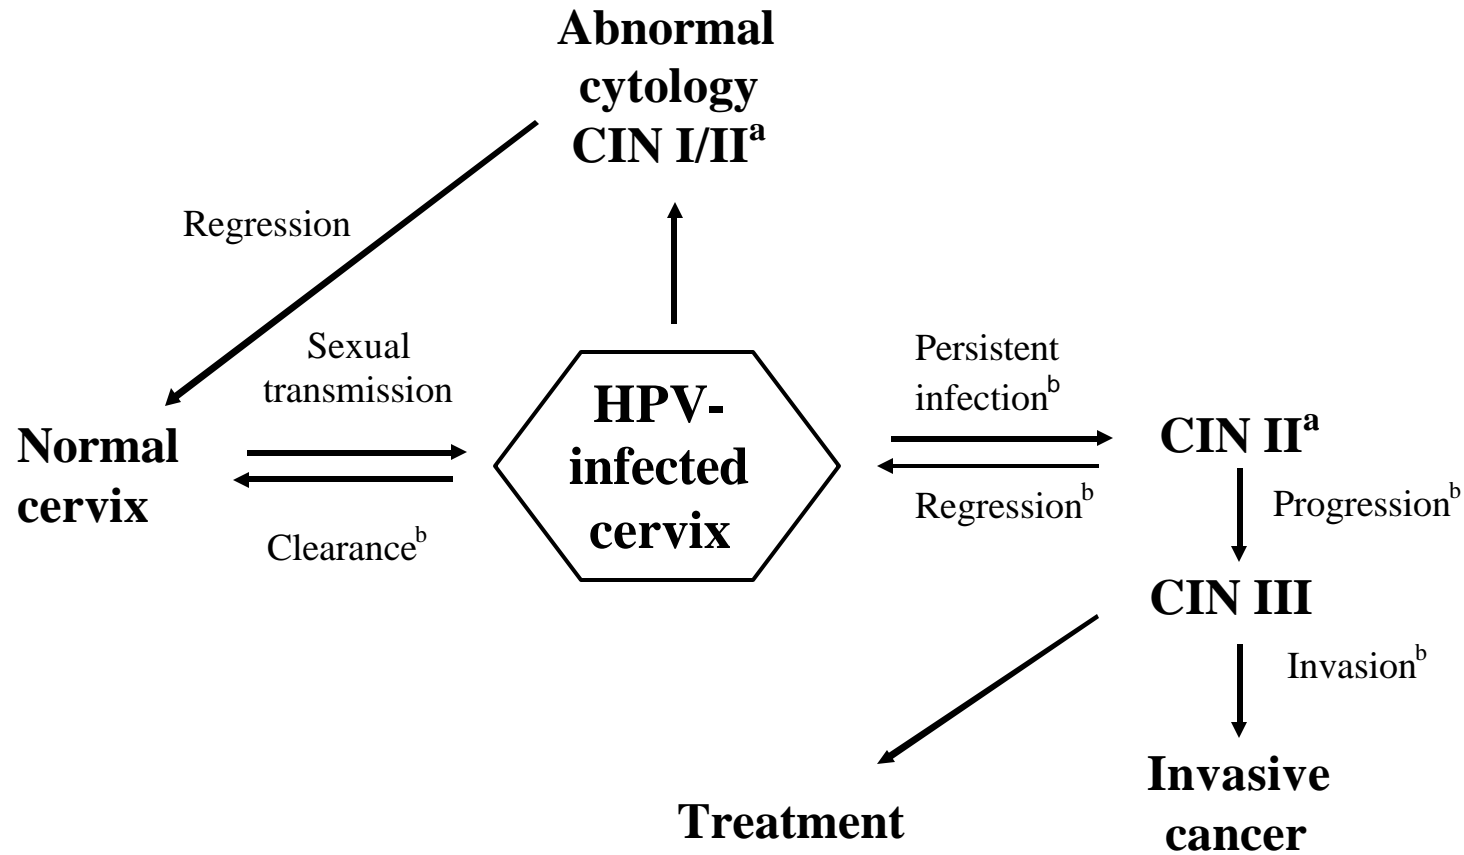 Abnormal
cytology
CIN I/IIᵃ
Regression
Sexual
transmission
Persistent
infectionᵇ
HPV-
infected
cervix
Normal
cervix
CIN IIᵃ
Clearanceᵇ
Regressionᵇ
Progressionᵇ
CIN III
Invasionᵇ
Invasive
cancer
Treatment